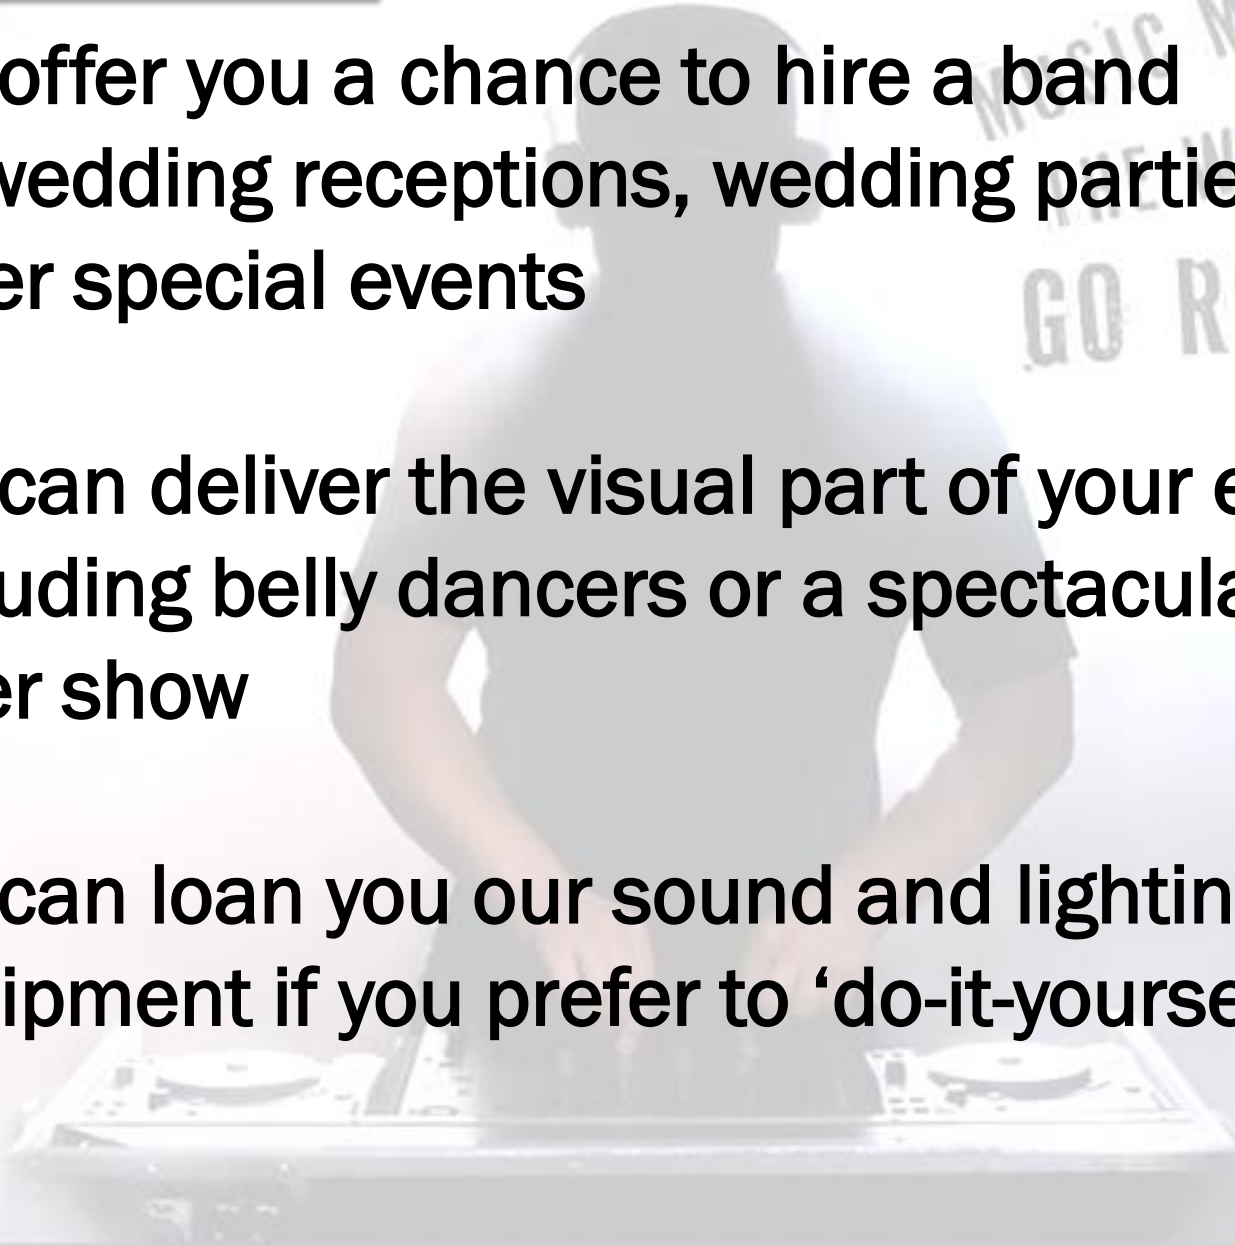 offer you a chance to hire a band
wedding receptions, wedding partie
er special events
can deliver the visual part of your e
uding belly dancers or a spectacula
er show
can loan you our sound and lightin
ipment if you prefer to ‘do-it-yourse
MUSIC M
THE W
GO R